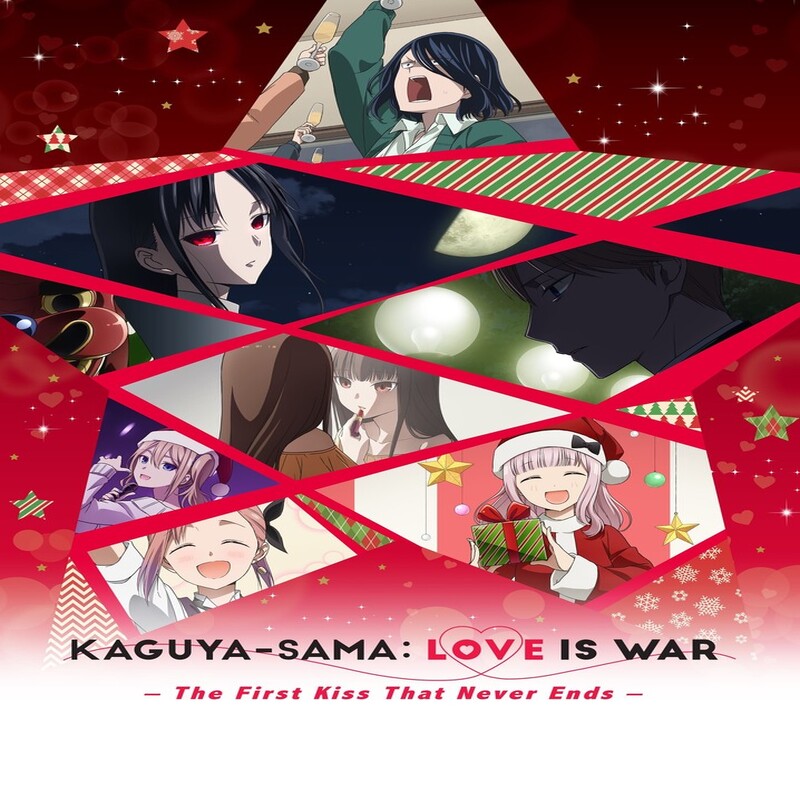 KAGUYA-SAMA: LOVE IS WAR
– The First Kiss That Never Ends –